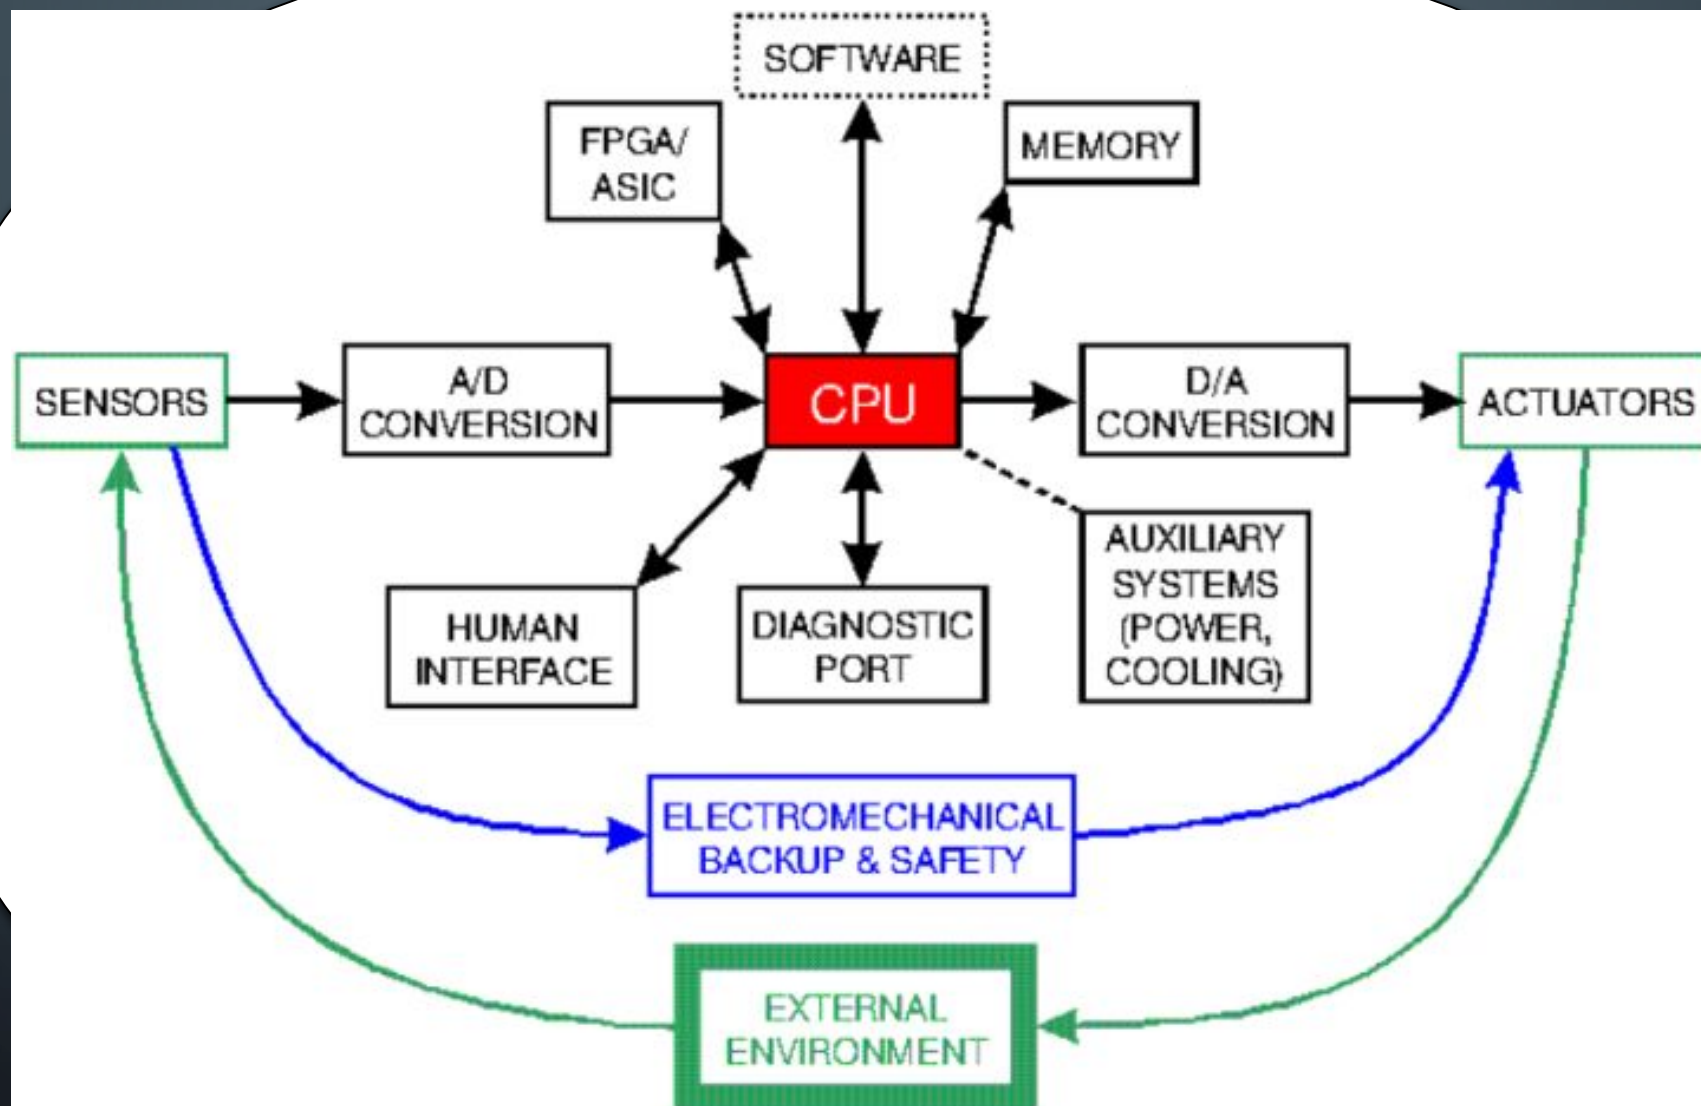 SOFTWARE
FPGA/
ASIC
MEMORY
SENSORS
A/D
CONVERSION
CPU
D/A
CONVERSION
ACTUATORS
HUMAN
INTERFACE
DIAGNOSTIC
PORT
AUXILIARY
SYSTEMS
(POWER,
COOLING)
ELECTROMECHANICAL
BACKUP & SAFETY
EXTERNAL
ENVIRONMENT